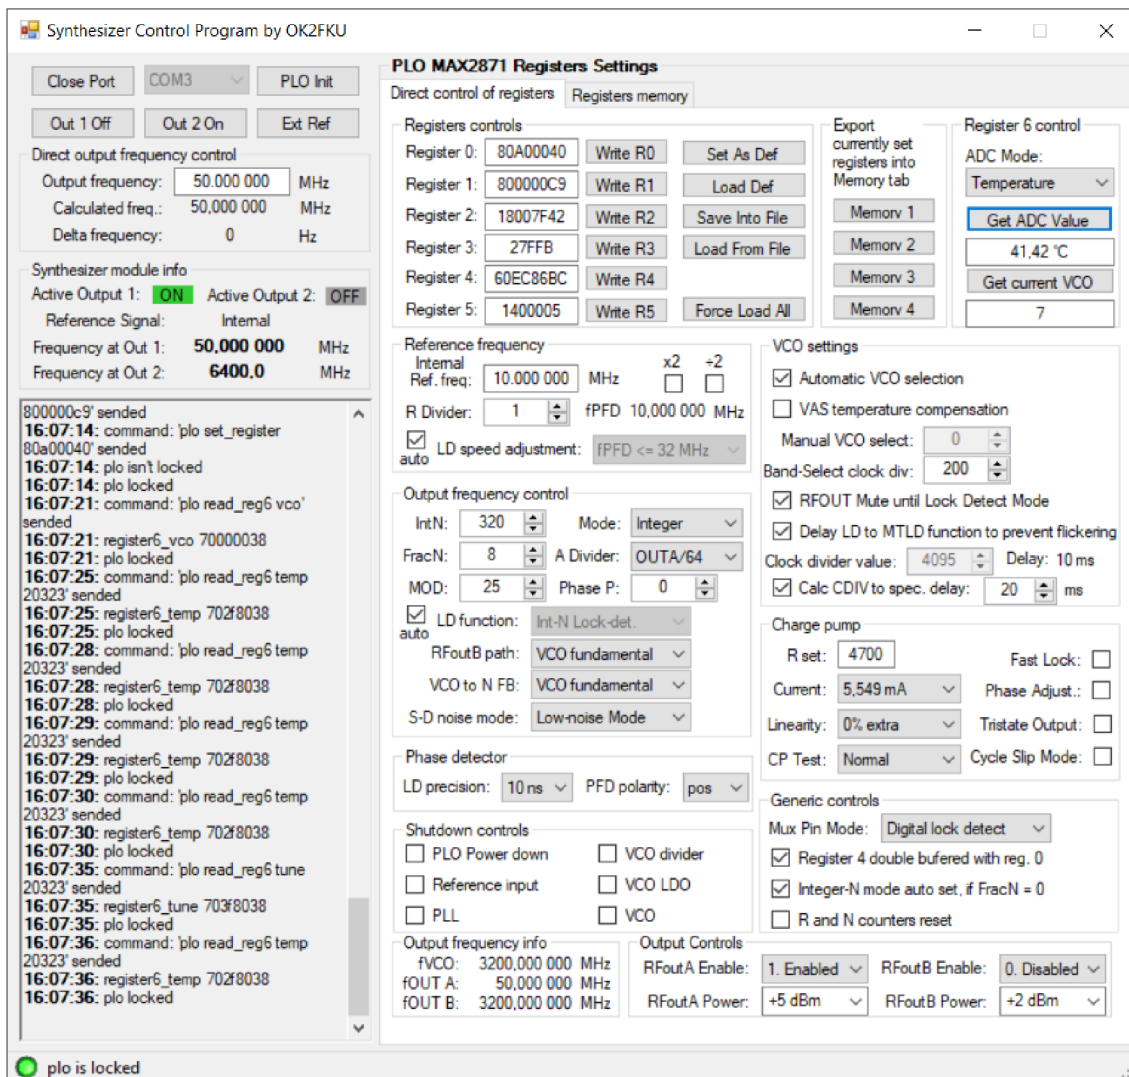 Synthesizer Control Program by OK2FKU
Close Port
COM3
PLO Init
Out 1 Off
Out 2 On
Ext Ref
Direct output frequency control
Output frequency: 50.000 000 MHz
Calculated freq.: 50,000 000 MHz
Delta frequency: 0 Hz
Synthesizer module info
Active Output 1: ON Active Output 2: OFF
Reference Signal: Internal
Frequency at Out 1: 50,000 000 MHz
Frequency at Out 2: 6400.0 MHz
800000c9' sended
16:07:14: command: 'plo set_register
80a00040' sended
16:07:14: plo isn't locked
16:07:14: plo locked
16:07:21: command: 'plo read_reg6 vco'
sended
16:07:21: register6_vco 70000038
16:07:21: plo locked
16:07:25: command: 'plo read_reg6 temp
20323' sended
16:07:25: register6_temp 702f8038
16:07:25: plo locked
16:07:28: command: 'plo read_reg6 temp
20323' sended
16:07:28: register6_temp 702f8038
16:07:28: plo locked
16:07:29: command: 'plo read_reg6 temp
20323' sended
16:07:29: register6_temp 702f8038
16:07:29: plo locked
16:07:30: command: 'plo read_reg6 temp
20323' sended
16:07:30: register6_temp 702f8038
16:07:30: plo locked
16:07:35: command: 'plo read_reg6 tune
20323' sended
16:07:35: register6_tune 703f8038
16:07:35: plo locked
16:07:36: command: 'plo read_reg6 temp
20323' sended
16:07:36: register6_temp 702f8038
16:07:36: plo locked
PLO MAX2871 Registers Settings
Direct control of registers
Registers memory
Registers controls
Register 0: 80A00040 Write R0 Set As Def
Register 1: 800000C9 Write R1 Load Def
Register 2: 18007F42 Write R2 Save Into File
Register 3: 27FFB Write R3 Load From File
Register 4: 60EC86BC Write R4
Register 5: 1400005 Write R5 Force Load All
Export
currently set
registers into
Memory tab
Memory 1
Memory 2
Memory 3
Memory 4
Register 6 control
ADC Mode:
Temperature
Get ADC Value
41,42 °C
Get current VCO
7
Reference frequency
Internal
Ref. freq: 10.000 000 MHz x2 ÷2
R Divider: 1 fPFD 10,000 000 MHz
auto LD speed adjustment: fPFD <= 32 MHz
Output frequency control
IntN: 320 Mode: Integer
FracN: 8 A Divider: OUTA/64
MOD: 25 Phase P: 0
auto LD function: Int-N Lock-det.
RFoutB path: VCO fundamental
VCO to N FB: VCO fundamental
S-D noise mode: Low-noise Mode
Phase detector
LD precision: 10 ns PFD polarity: pos
Shutdown controls
PLO Power down
VCO divider
Reference input
VCO LDO
PLL
VCO
Output frequency info
fVCO: 3200,000 000 MHz
fOUT A: 50,000 000 MHz
fOUT B: 3200,000 000 MHz
VCO settings
Automatic VCO selection
VAS temperature compensation
Manual VCO select: 0
Band-Select clock div: 200
RFOUT Mute until Lock Detect Mode
Delay LD to MTLD function to prevent flickering
Clock divider value: 4095 Delay: 10 ms
Calc CDIV to spec. delay: 20 ms
Charge pump
R set: 4700 Fast Lock:
Current: 5,549 mA Phase Adjust.:
Linearity: 0% extra Tristate Output:
CP Test: Normal Cycle Slip Mode:
Generic controls
Mux Pin Mode: Digital lock detect
Register 4 double bufered with reg. 0
Integer-N mode auto set, if FracN = 0
R and N counters reset
Output Controls
RFoutA Enable: 1. Enabled RFoutB Enable: 0. Disabled
RFoutA Power: +5 dBm RFoutB Power: +2 dBm
plo is locked